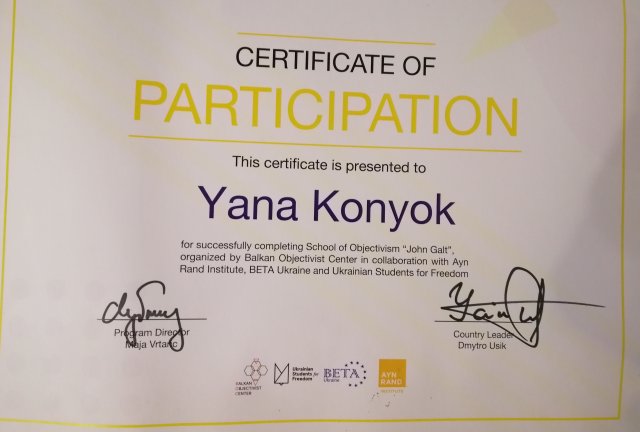 CERTIFICATE OF
PARTICIPATION
This certificate is presented to
Yana Konyok
for successfully completing School of Objectivism "John Galt",
organized by Balkan Objectivist Center in collaboration with Ayn
Rand Institute, BETA Ukraine and Ukrainian Students for Freedom
Program Director
Maja Vrtarić
Country Leader
Dmytro Usik
BALKAN
OBJECTIVIST
CENTER
Ukrainian
Students for
Freedom
BETA
Ukraine
AYN
RAND
INSTITUTE